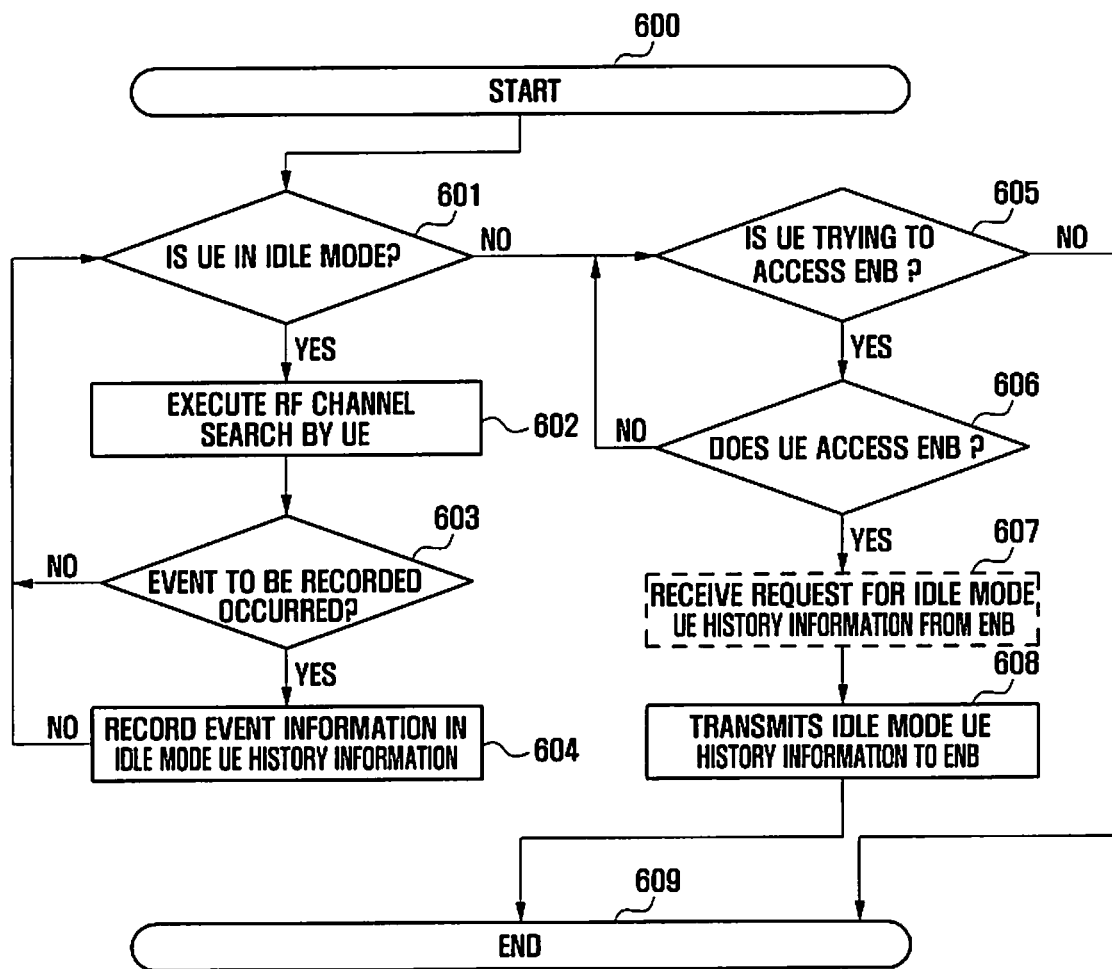 600
START
601
IS UE IN IDLE MODE?
NO
YES
EXECUTE RF CHANNEL
SEARCH BY UE
602
603
EVENT TO BE RECORDED
OCCURRED?
NO
YES
RECORD EVENT INFORMATION IN
IDLE MODE UE HISTORY INFORMATION
NO
604
605
IS UE TRYING TO
ACCESS ENB ?
NO
YES
606
DOES UE ACCESS ENB ?
NO
YES
607
RECEIVE REQUEST FOR IDLE MODE
UE HISTORY INFORMATION FROM ENB
608
TRANSMITS IDLE MODE UE
HISTORY INFORMATION TO ENB
609
END